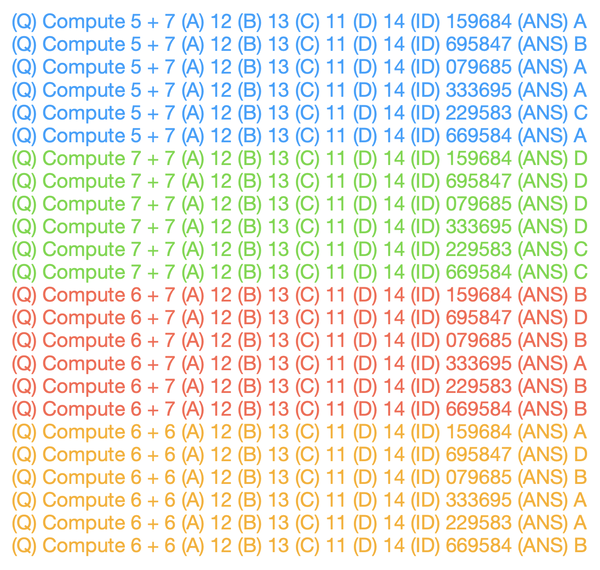 (Q) Compute 5 + 7 (A) 12 (B) 13 (C) 11 (D) 14 (ID) 159684 (ANS) A
(Q) Compute 5 + 7 (A) 12 (B) 13 (C) 11 (D) 14 (ID) 695847 (ANS) B
(Q) Compute 5 + 7 (A) 12 (B) 13 (C) 11 (D) 14 (ID) 079685 (ANS) A
(Q) Compute 5 + 7 (A) 12 (B) 13 (C) 11 (D) 14 (ID) 333695 (ANS) A
(Q) Compute 5 + 7 (A) 12 (B) 13 (C) 11 (D) 14 (ID) 229583 (ANS) C
(Q) Compute 5 + 7 (A) 12 (B) 13 (C) 11 (D) 14 (ID) 669584 (ANS) A
(Q) Compute 7 + 7 (A) 12 (B) 13 (C) 11 (D) 14 (ID) 159684 (ANS) D
(Q) Compute 7 + 7 (A) 12 (B) 13 (C) 11 (D) 14 (ID) 695847 (ANS) D
(Q) Compute 7 + 7 (A) 12 (B) 13 (C) 11 (D) 14 (ID) 079685 (ANS) D
(Q) Compute 7 + 7 (A) 12 (B) 13 (C) 11 (D) 14 (ID) 333695 (ANS) D
(Q) Compute 7 + 7 (A) 12 (B) 13 (C) 11 (D) 14 (ID) 229583 (ANS) C
(Q) Compute 7 + 7 (A) 12 (B) 13 (C) 11 (D) 14 (ID) 669584 (ANS) C
(Q) Compute 6 + 7 (A) 12 (B) 13 (C) 11 (D) 14 (ID) 159684 (ANS) B
(Q) Compute 6 + 7 (A) 12 (B) 13 (C) 11 (D) 14 (ID) 695847 (ANS) D
(Q) Compute 6 + 7 (A) 12 (B) 13 (C) 11 (D) 14 (ID) 079685 (ANS) B
(Q) Compute 6 + 7 (A) 12 (B) 13 (C) 11 (D) 14 (ID) 333695 (ANS) A
(Q) Compute 6 + 7 (A) 12 (B) 13 (C) 11 (D) 14 (ID) 229583 (ANS) B
(Q) Compute 6 + 7 (A) 12 (B) 13 (C) 11 (D) 14 (ID) 669584 (ANS) B
(Q) Compute 6 + 6 (A) 12 (B) 13 (C) 11 (D) 14 (ID) 159684 (ANS) A
(Q) Compute 6 + 6 (A) 12 (B) 13 (C) 11 (D) 14 (ID) 695847 (ANS) D
(Q) Compute 6 + 6 (A) 12 (B) 13 (C) 11 (D) 14 (ID) 079685 (ANS) B
(Q) Compute 6 + 6 (A) 12 (B) 13 (C) 11 (D) 14 (ID) 333695 (ANS) A
(Q) Compute 6 + 6 (A) 12 (B) 13 (C) 11 (D) 14 (ID) 229583 (ANS) A
(Q) Compute 6 + 6 (A) 12 (B) 13 (C) 11 (D) 14 (ID) 669584 (ANS) B